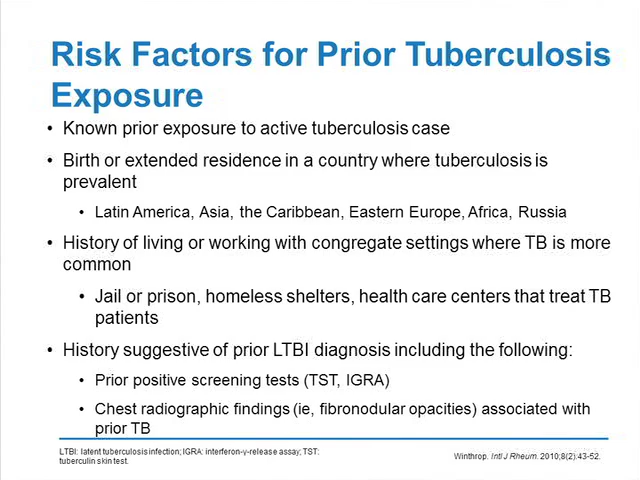 Risk Factors for Prior Tuberculosis
Exposure
• Known prior exposure to active tuberculosis case
• Birth or extended residence in a country where tuberculosis is
prevalent
• Latin America, Asia, the Caribbean, Eastern Europe, Africa, Russia
• History of living or working with congregate settings where TB is more
common
• Jail or prison, homeless shelters, health care centers that treat TB
patients
• History suggestive of prior LTBI diagnosis including the following:
• Prior positive screening tests (TST, IGRA)
• Chest radiographic findings (ie, fibronodular opacities) associated with
prior TB
LTBI: latent tuberculosis infection; IGRA: interferon-γ-release assay; TST:
tuberculin skin test.
Winthrop. Intl J Rheum. 2010;8(2):43-52.